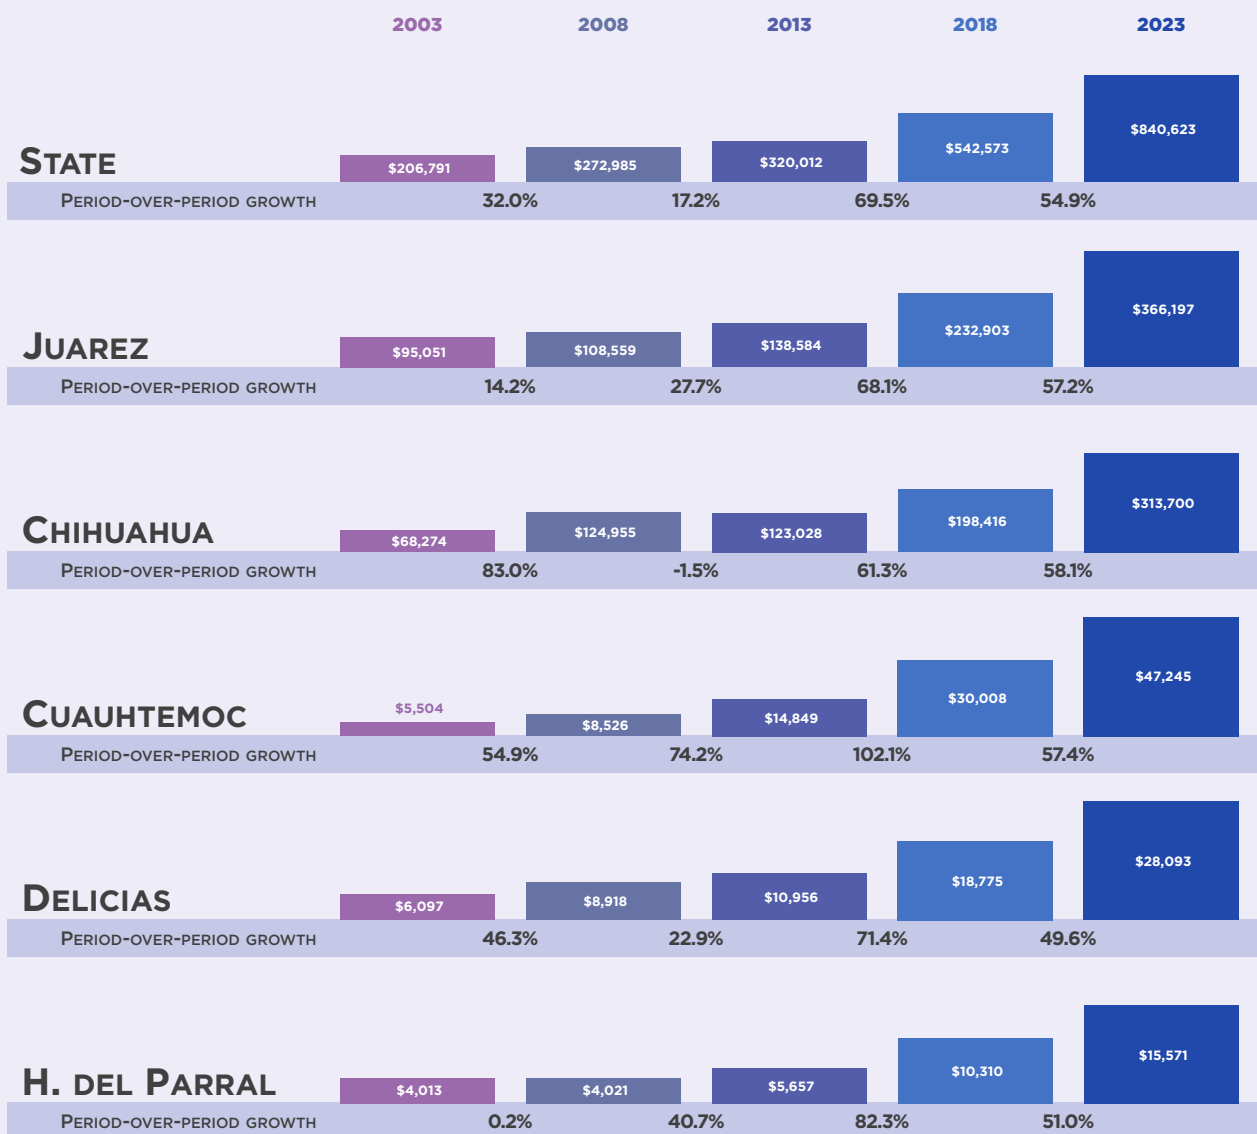 2003 2008 2013 2018 2023
STATE $206,791 $272,985 $320,012 $542,573 $840,623
PERIOD-OVER-PERIOD GROWTH 32.0% 17.2% 69.5% 54.9%
JUAREZ $95,051 $108,559 $138,584 $232,903 $366,197
PERIOD-OVER-PERIOD GROWTH 14.2% 27.7% 68.1% 57.2%
CHIHUAHUA $68,274 $124,955 $123,028 $198,416 $313,700
PERIOD-OVER-PERIOD GROWTH 83.0% -1.5% 61.3% 58.1%
CUAUHTEMOC $5,504 $8,526 $14,849 $30,008 $47,245
PERIOD-OVER-PERIOD GROWTH 54.9% 74.2% 102.1% 57.4%
DELICIAS $6,097 $8,918 $10,956 $18,775 $28,093
PERIOD-OVER-PERIOD GROWTH 46.3% 22.9% 71.4% 49.6%
H. DEL PARRAL $4,013 $4,021 $5,657 $10,310 $15,571
PERIOD-OVER-PERIOD GROWTH 0.2% 40.7% 82.3% 51.0%